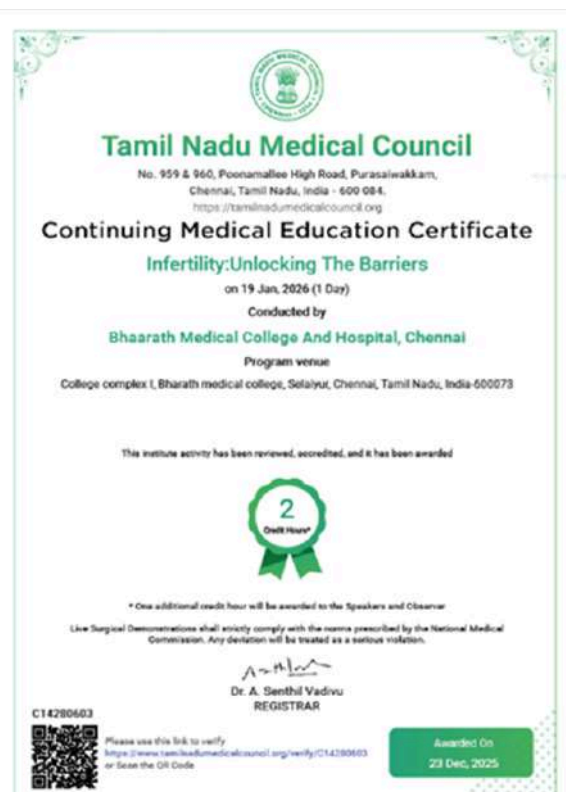 Tamil Nadu Medical Council
No. 959 & 960, Poonamallee High Road, Purasaiwakkam,
Chennai, Tamil Nadu, India - 600 084.
https://tamilnadumedicalcouncil.org
Continuing Medical Education Certificate
Infertility:Unlocking The Barriers
on 19 Jan, 2026 (1 Day)
Conducted by
Bhaarath Medical College And Hospital, Chennai
Program venue
College complex I, Bharath medical college, Selaiyur, Chennai, Tamil Nadu, India-600073
This institute activity has been reviewed, accredited, and it has been awarded
2
Credit Hours*
* One additional credit hour will be awarded to the Speakers and Observer
Live Surgical Demonstrations shall strictly comply with the norms prescribed by the National Medical
Commission. Any deviation will be treated as a serious violation.
Dr. A. Senthil Vadivu
REGISTRAR
C14280603
Please use this link to verify
https://www.tamilnadumedicalcouncil.org/verify/C14280603
or Scan the QR Code
Awarded On
23 Dec, 2025